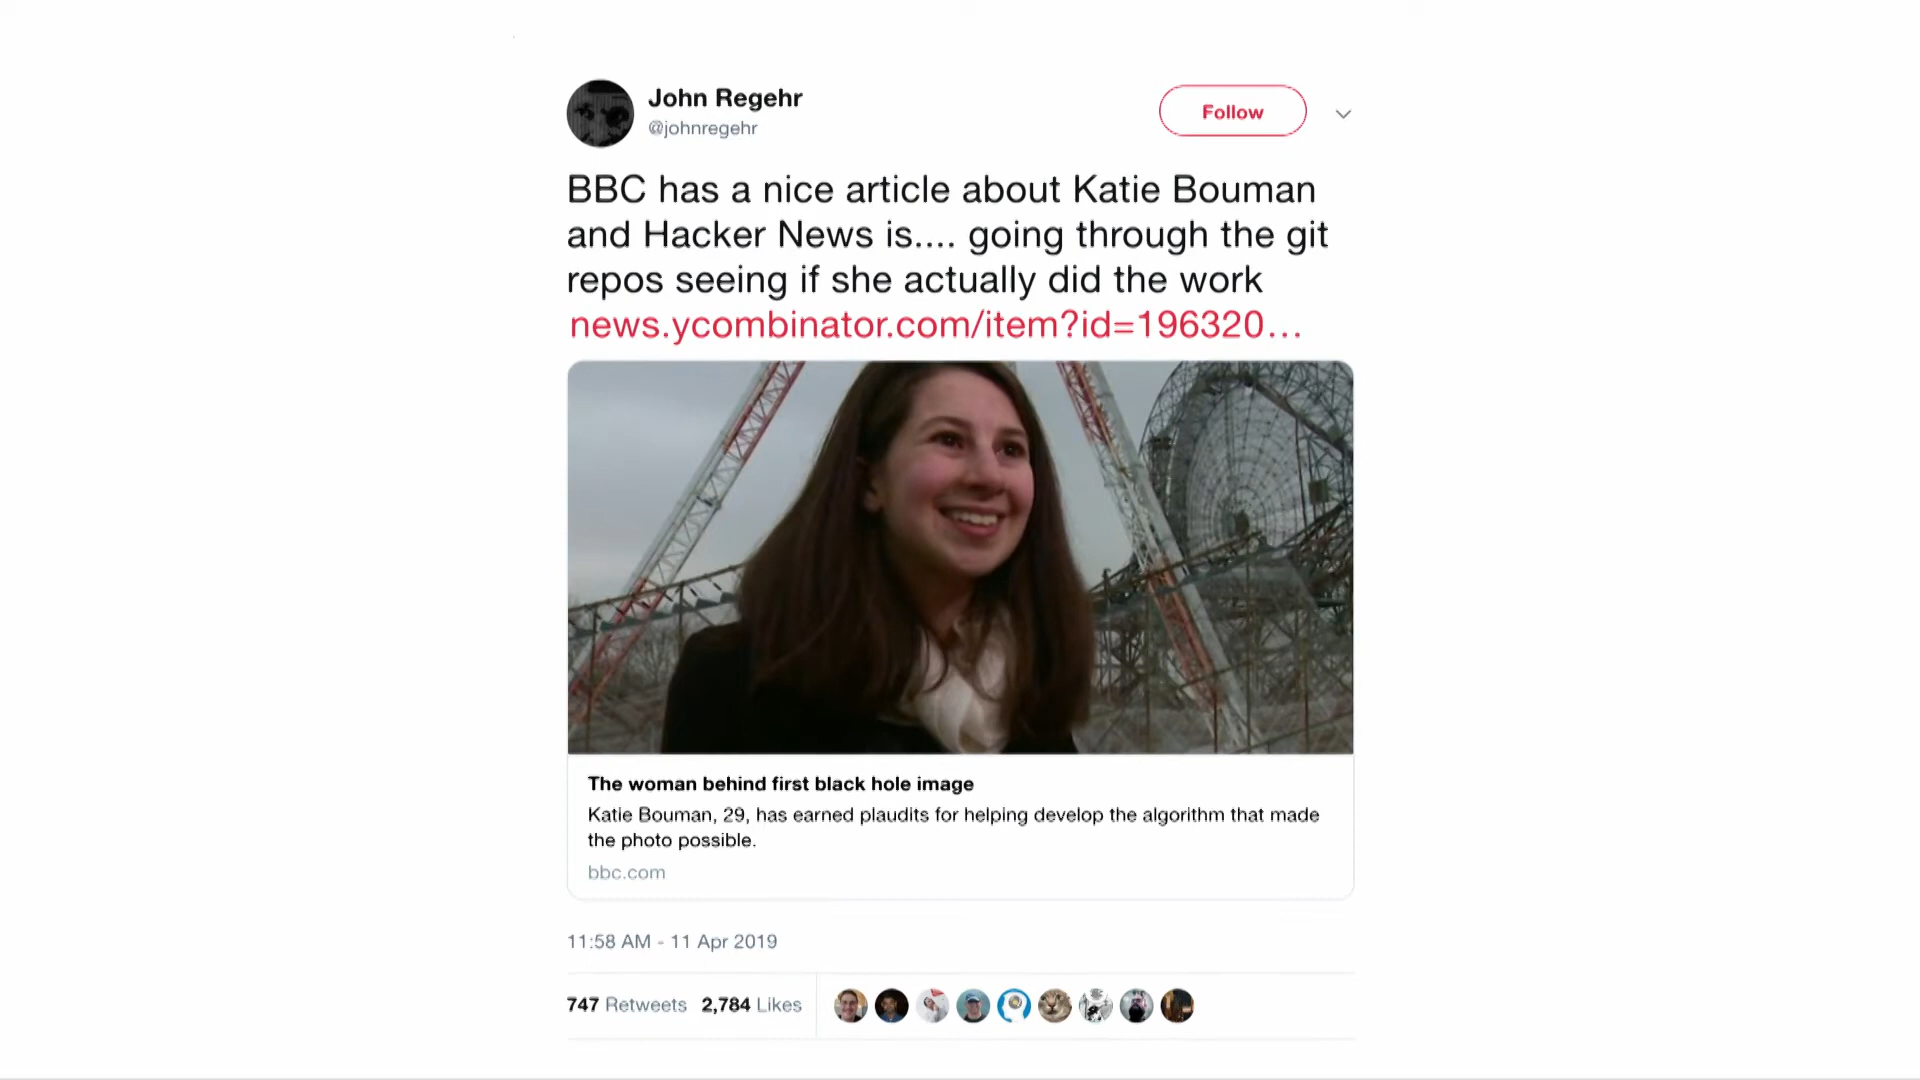 John Regehr
@johnregehr
Follow
BBC has a nice article about Katie Bouman
and Hacker News is.... going through the git
repos seeing if she actually did the work
news.ycombinator.com/item?id=196320...
The woman behind first black hole image
Katie Bouman, 29, has earned plaudits for helping develop the algorithm that made
the photo possible.
bbc.com
11:58 AM - 11 Apr 2019
747 Retweets 2,784 Likes